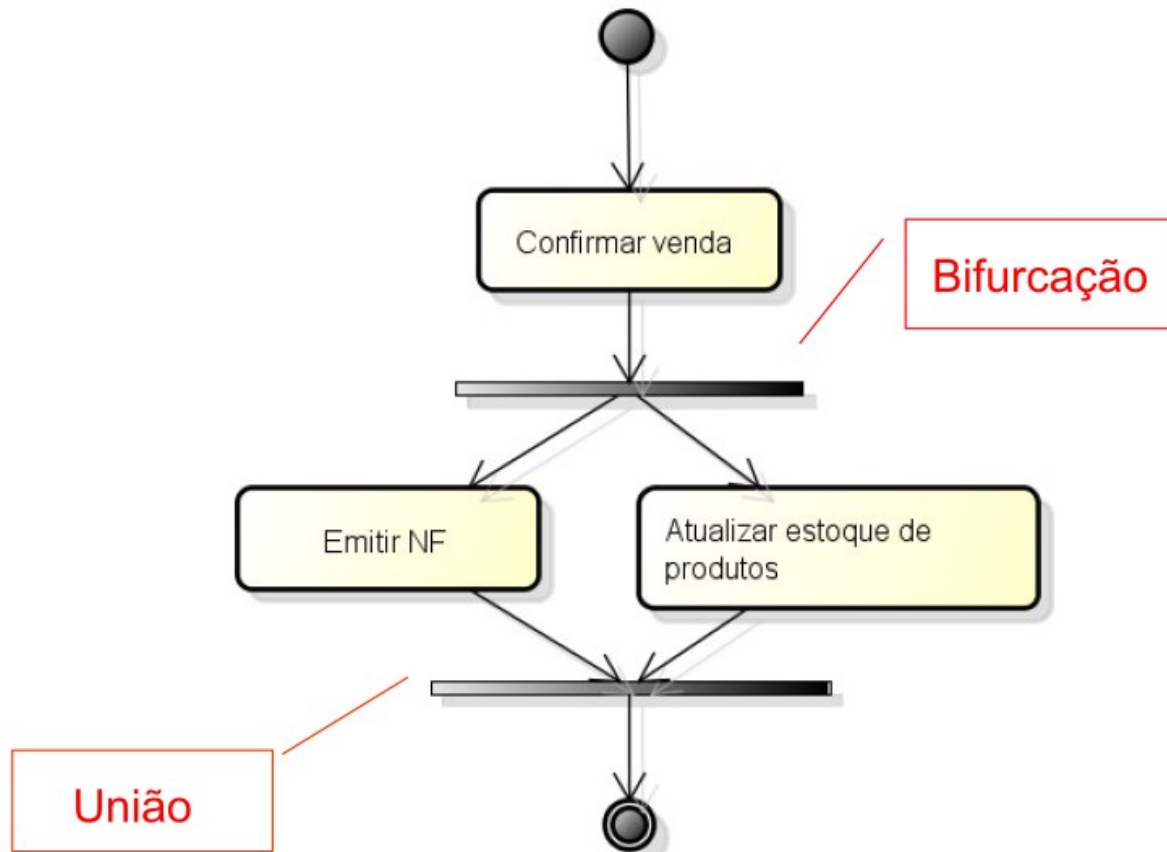 Confirmar venda
Bifurcação
Emitir NF
Atualizar estoque de
produtos
União